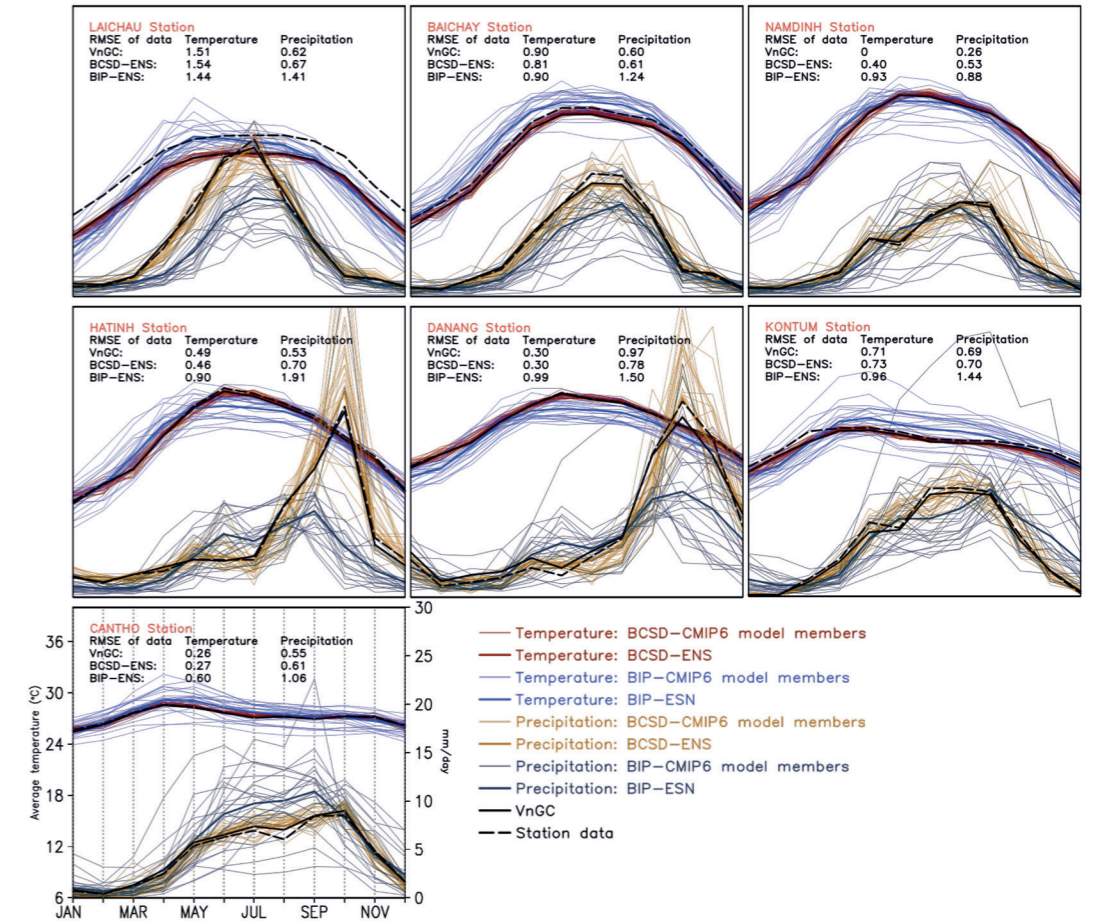 LAICHAU Station
RMSE of data Temperature Precipitation
VnGC: 1.51 0.62
BCSD-ENS: 1.54 0.67
BIP-ENS: 1.44 1.41
BAICHAY Station
RMSE of data Temperature Precipitation
VnGC: 0.90 0.60
BCSD-ENS: 0.81 0.61
BIP-ENS: 0.90 1.24
NAMDINH Station
RMSE of data Temperature Precipitation
VnGC: 0 0.26
BCSD-ENS: 0.40 0.53
BIP-ENS: 0.93 0.88
HATINH Station
RMSE of data Temperature Precipitation
VnGC: 0.49 0.53
BCSD-ENS: 0.46 0.70
BIP-ENS: 0.90 1.91
DANANG Station
RMSE of data Temperature Precipitation
VnGC: 0.30 0.97
BCSD-ENS: 0.30 0.78
BIP-ENS: 0.99 1.50
KONTUM Station
RMSE of data Temperature Precipitation
VnGC: 0.71 0.69
BCSD-ENS: 0.73 0.70
BIP-ENS: 0.96 1.44
CANTHO Station
RMSE of data Temperature Precipitation
VnGC: 0.26 0.55
BCSD-ENS: 0.27 0.61
BIP-ENS: 0.60 1.06
Average temperature (°C)
36
30
24
18
12
6
JAN MAR MAY JUL SEP NOV
30
25
20
15
10
5
0
mm/day
Temperature: BCSD-CMIP6 model members
Temperature: BCSD-ENS
Temperature: BIP-CMIP6 model members
Temperature: BIP-ESN
Precipitation: BCSD-CMIP6 model members
Precipitation: BCSD-ENS
Precipitation: BIP-CMIP6 model members
Precipitation: BIP-ESN
VnGC
Station data